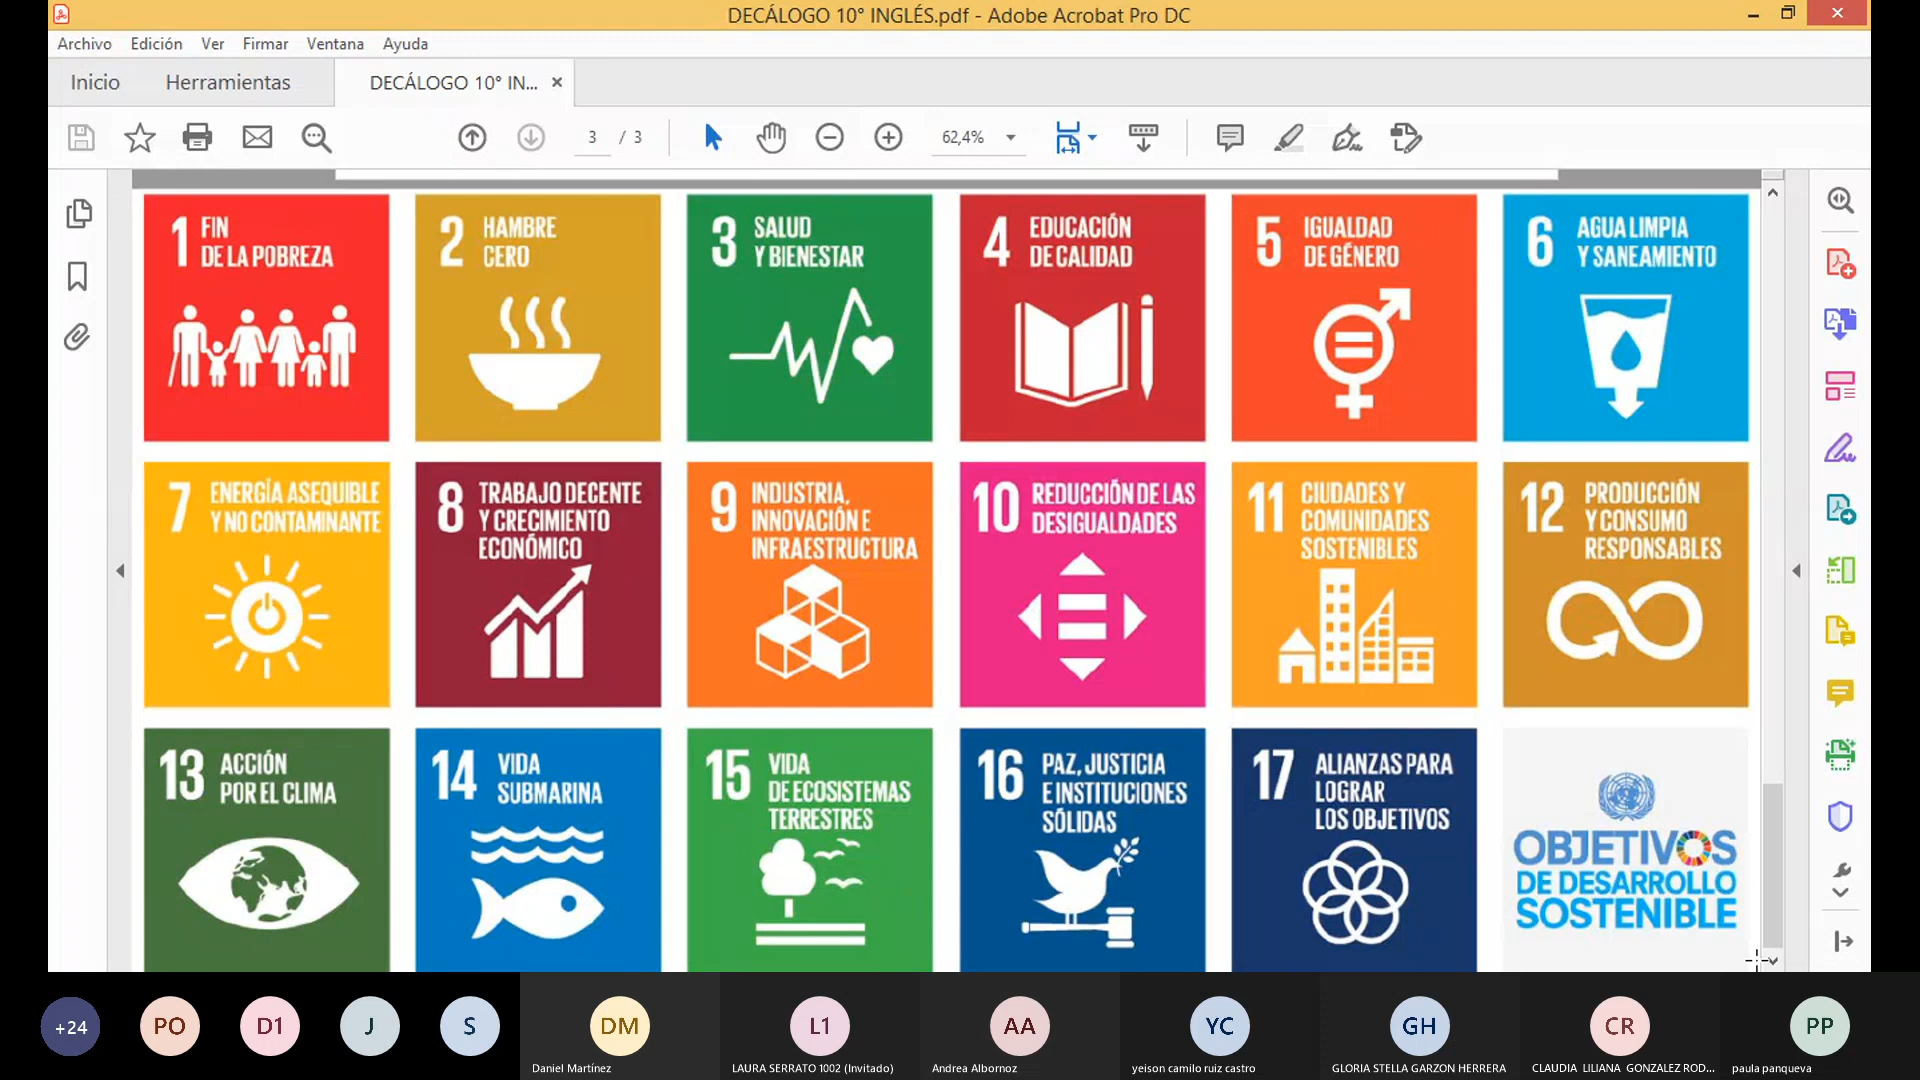 DECÁLOGO 10° INGLÉS.pdf - Adobe Acrobat Pro DC
Archivo Edición Ver Firmar Ventana Ayuda
Inicio Herramientas DECÁLOGO 10° IN... ×
3 / 3 62,4%
1 FIN
DE LA POBREZA
2 HAMBRE
CERO
3 SALUD
Y BIENESTAR
4 EDUCACIÓN
DE CALIDAD
5 IGUALDAD
DE GÉNERO
6 AGUA LIMPIA
Y SANEAMIENTO
7 ENERGÍA ASEQUIBLE
Y NO CONTAMINANTE
8 TRABAJO DECENTE
Y CRECIMIENTO
ECONÓMICO
9 INDUSTRIA,
INNOVACIÓN E
INFRAESTRUCTURA
10 REDUCCIÓN DE LAS
DESIGUALDADES
11 CIUDADES Y
COMUNIDADES
SOSTENIBLES
12 PRODUCCIÓN
Y CONSUMO
RESPONSABLES
13 ACCIÓN
POR EL CLIMA
14 VIDA
SUBMARINA
15 VIDA
DE ECOSISTEMAS
TERRESTRES
16 PAZ, JUSTICIA
E INSTITUCIONES
SÓLIDAS
17 ALIANZAS PARA
LOGRAR
LOS OBJETIVOS
OBJETIVOS
DE DESARROLLO
SOSTENIBLE
+24 PO D1 J S DM L1 AA YC GH CR PP
Daniel Martínez LAURA SERRATO 1002 (Invitado) Andrea Albornoz yeison camilo ruiz castro GLORIA STELLA GARZON HERRERA CLAUDIA LILIANA GONZALEZ ROD... paula panqueva